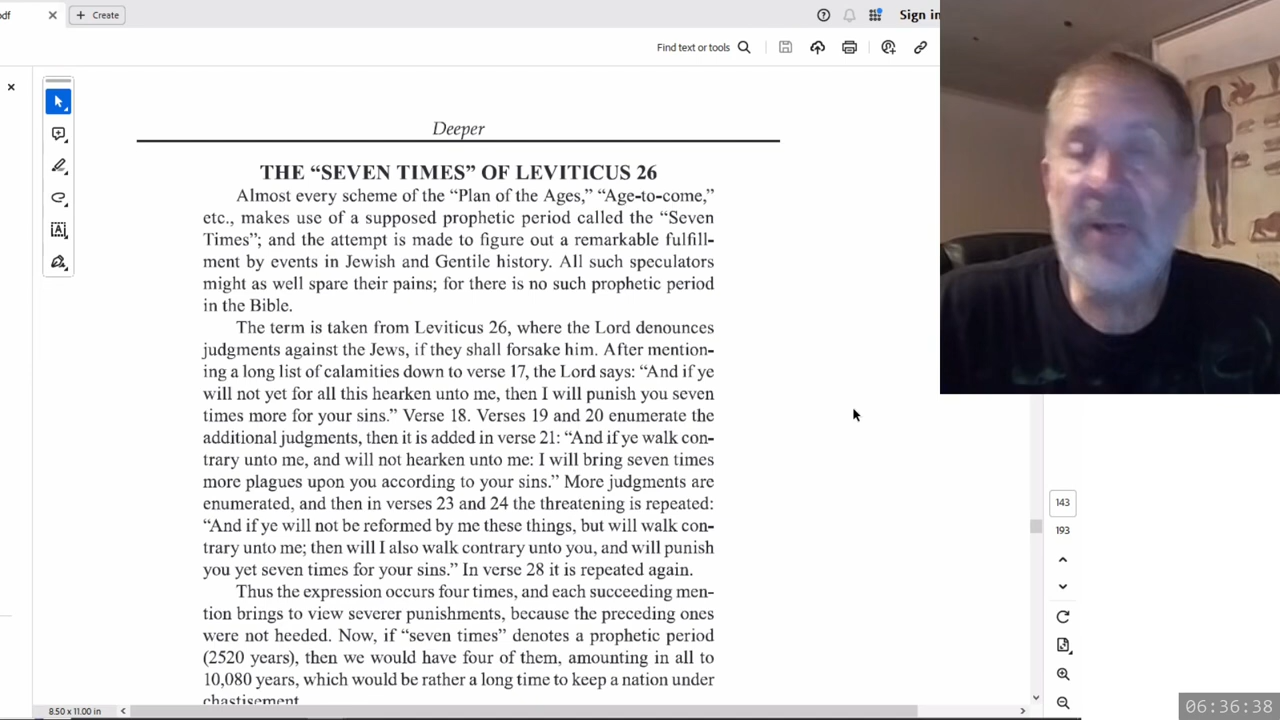 odf
Create
Sign in
Find text or tools
Deeper
THE “SEVEN TIMES” OF LEVITICUS 26
Almost every scheme of the “Plan of the Ages,” “Age-to-come,”
etc., makes use of a supposed prophetic period called the “Seven
Times”; and the attempt is made to figure out a remarkable fulfill-
ment by events in Jewish and Gentile history. All such speculators
might as well spare their pains; for there is no such prophetic period
in the Bible.
The term is taken from Leviticus 26, where the Lord denounces
judgments against the Jews, if they shall forsake him. After mention-
ing a long list of calamities down to verse 17, the Lord says: “And if ye
will not yet for all this hearken unto me, then I will punish you seven
times more for your sins.” Verse 18. Verses 19 and 20 enumerate the
additional judgments, then it is added in verse 21: “And if ye walk con-
trary unto me, and will not hearken unto me: I will bring seven times
more plagues upon you according to your sins.” More judgments are
enumerated, and then in verses 23 and 24 the threatening is repeated:
“And if ye will not be reformed by me these things, but will walk con-
trary unto me; then will I also walk contrary unto you, and will punish
you yet seven times for your sins.” In verse 28 it is repeated again.
Thus the expression occurs four times, and each succeeding men-
tion brings to view severer punishments, because the preceding ones
were not heeded. Now, if “seven times” denotes a prophetic period
(2520 years), then we would have four of them, amounting in all to
10,080 years, which would be rather a long time to keep a nation under
chastisement
143
193
8.50 x 11.00 in
06:36:38